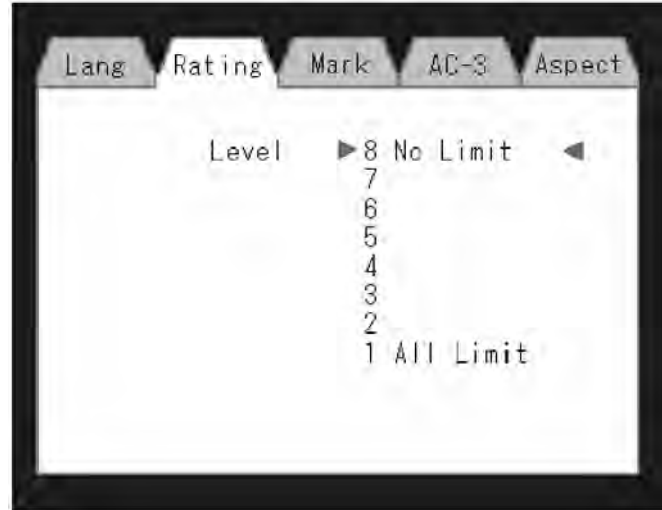 Lang Rating Mark AC-3 Aspect
Level ▶ 8 No Limit ◀
7
6
5
4
3
2
1 All Limit